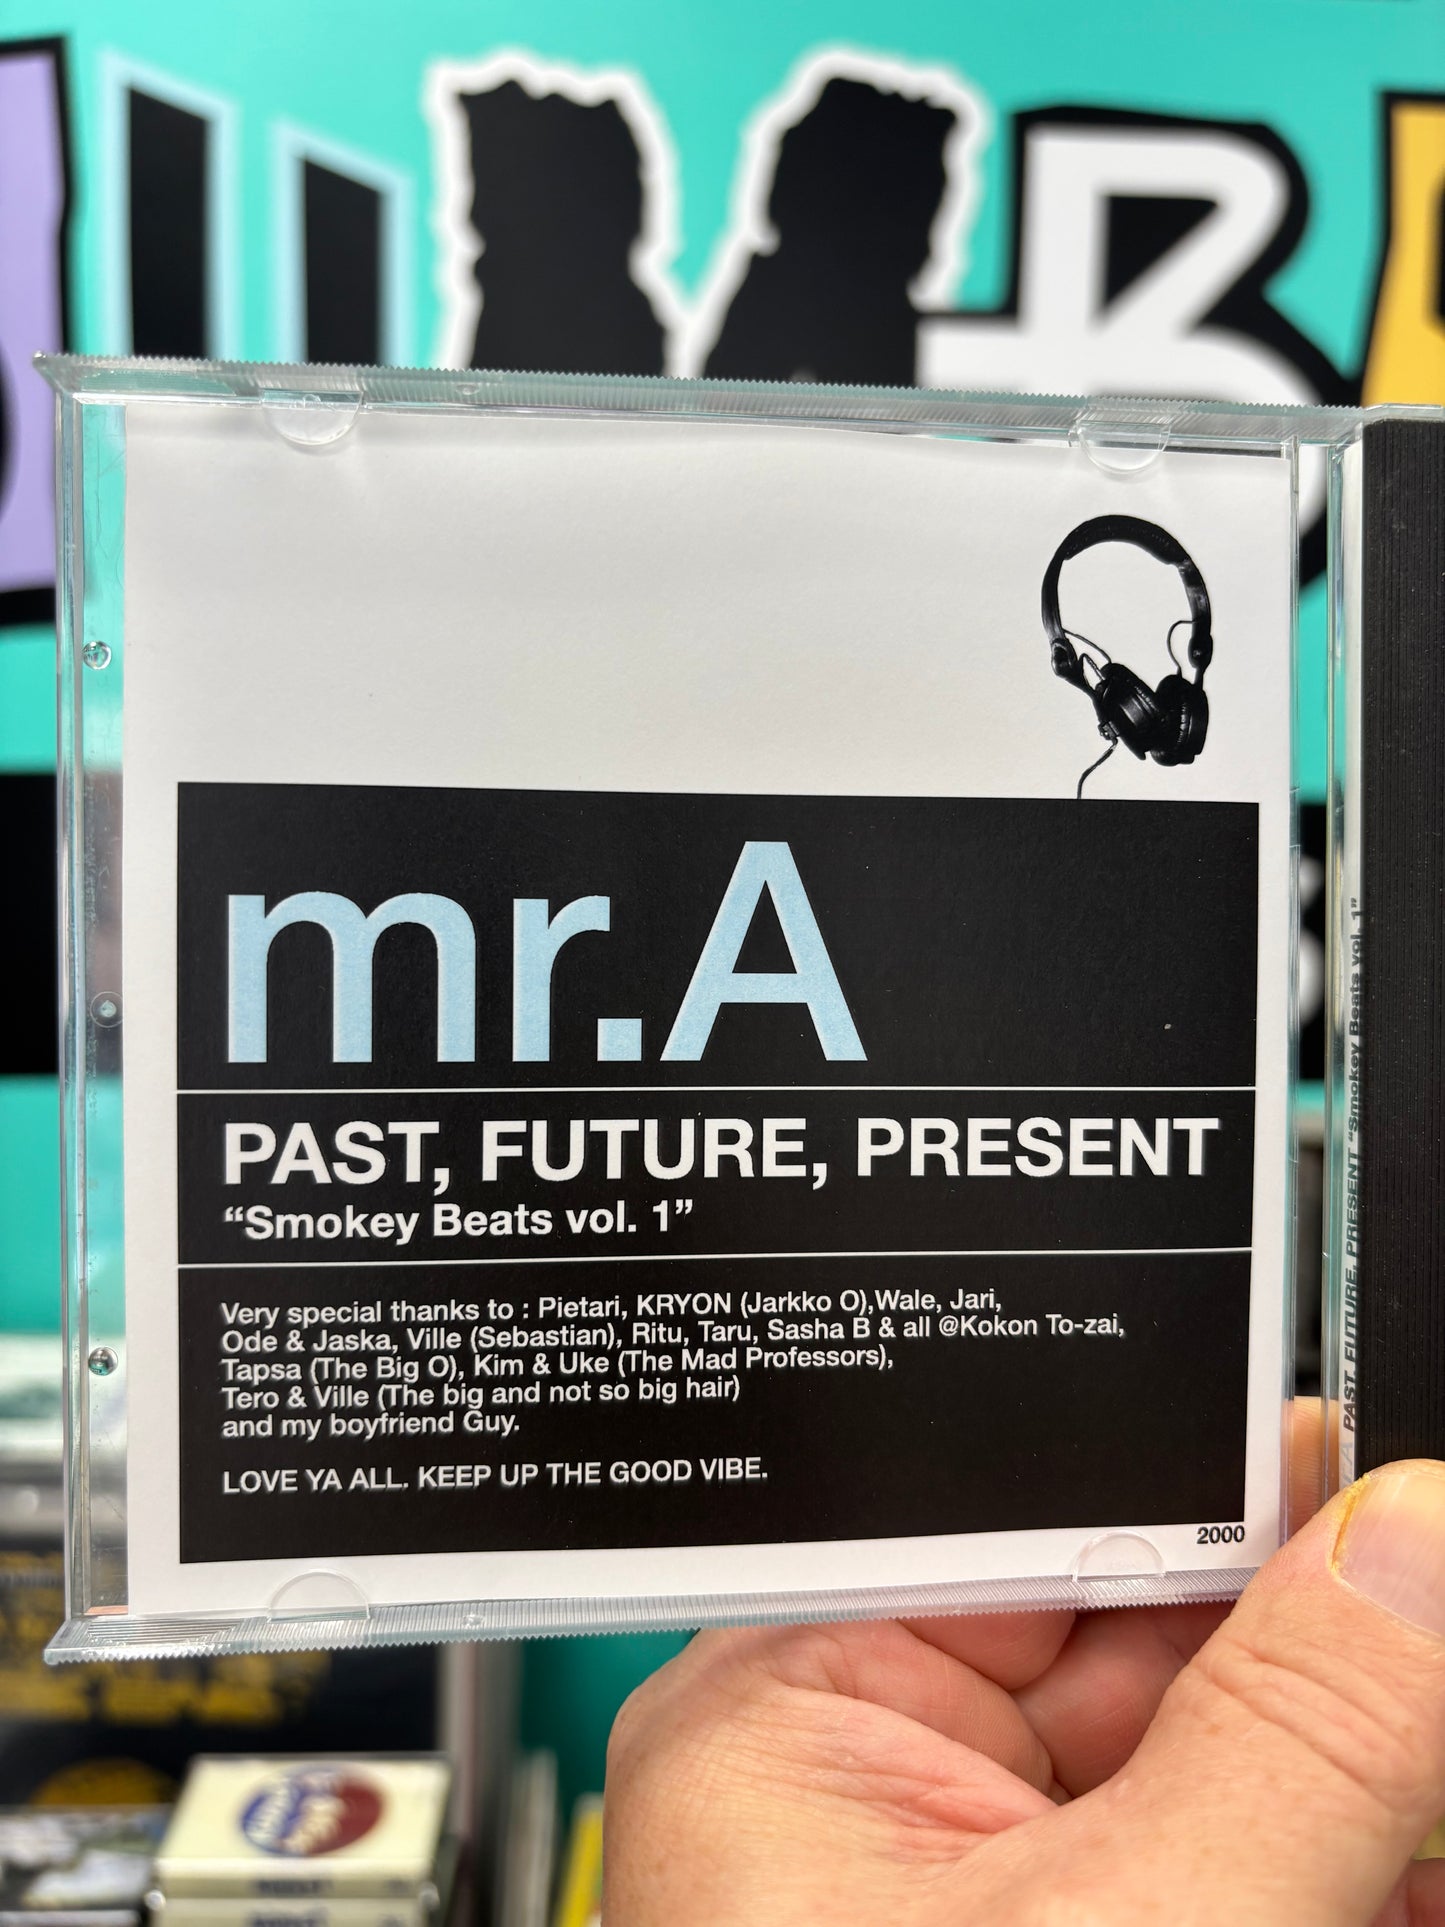 mr.A
PAST, FUTURE, PRESENT
“Smokey Beats vol. 1”
Very special thanks to : Pietari, KRYON (Jarkko O),Wale, Jari,
Ode & Jaska, Ville (Sebastian), Ritu, Taru, Sasha B & all @Kokon To-zai,
Tapsa (The Big O), Kim & Uke (The Mad Professors),
Tero & Ville (The big and not so big hair)
and my boyfriend Guy.
LOVE YA ALL. KEEP UP THE GOOD VIBE.
2000
PAST, FUTURE, PRESENT “Smokey Beats vol. 1”